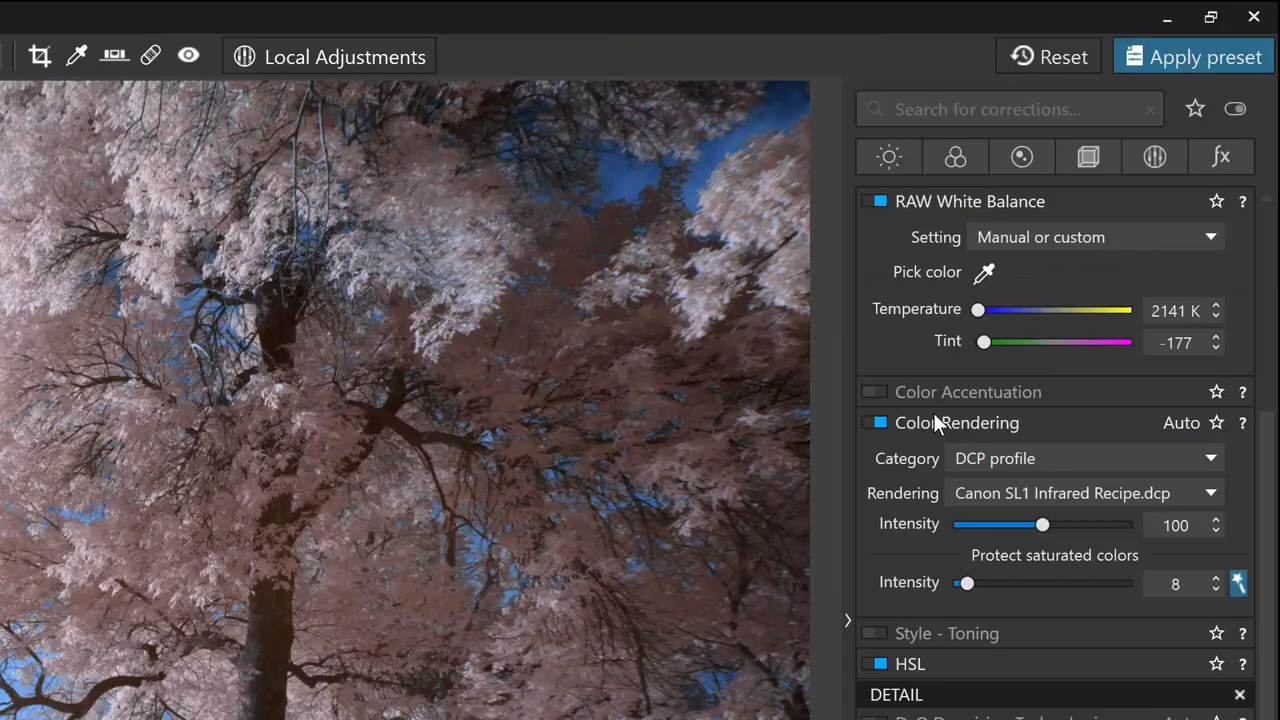 Local Adjustments
Reset
Apply preset
Search for corrections...
fx
RAW White Balance
?
Setting
Manual or custom
Pick color
Temperature
2141 K
Tint
-177
Color Accentuation
?
Color Rendering
Auto
?
Category
DCP profile
Rendering
Canon SL1 Infrared Recipe.dcp
Intensity
100
Protect saturated colors
Intensity
8
Style - Toning
?
HSL
?
DETAIL